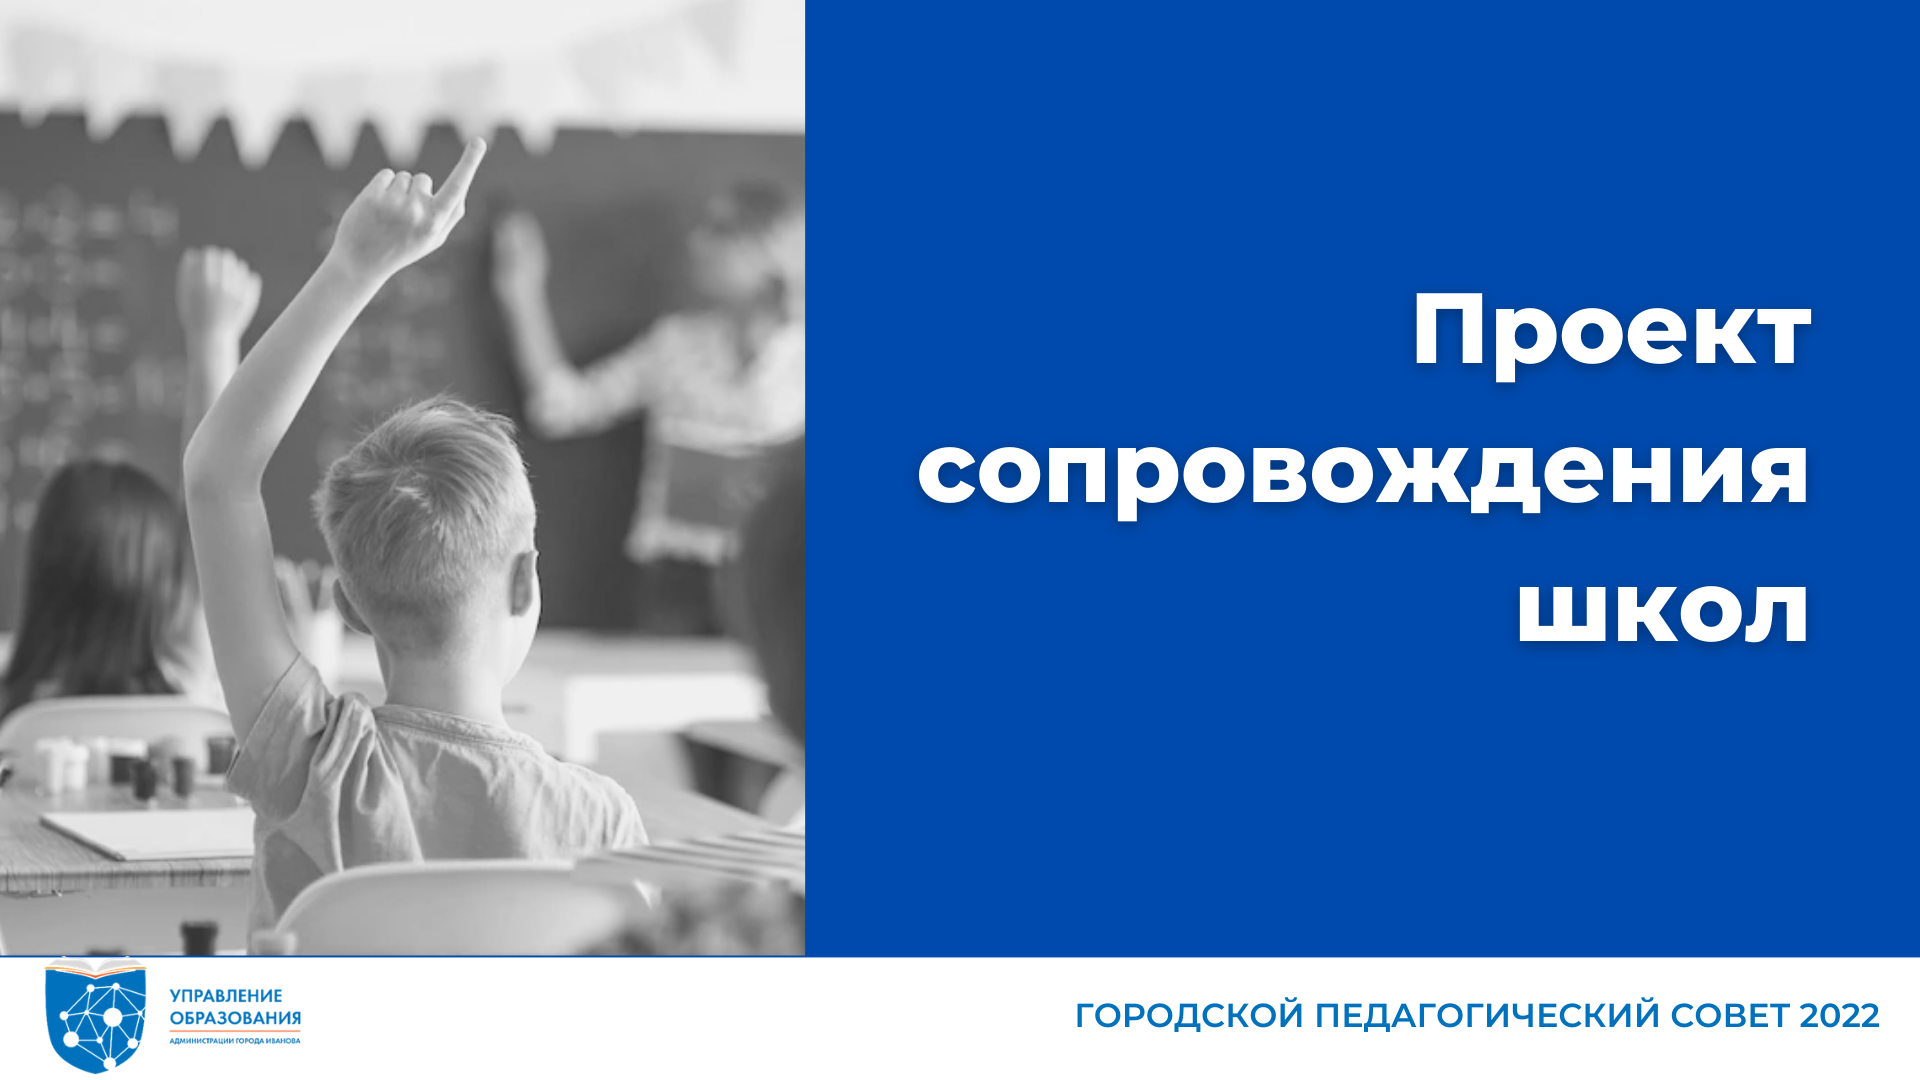 Проект
сопровождения
школ
УПРАВЛЕНИЕ
ОБРАЗОВАНИЯ
АДМИНИСТРАЦИИ ГОРОДА ИВАНОВА
ГОРОДСКОЙ ПЕДАГОГИЧЕСКИЙ СОВЕТ 2022